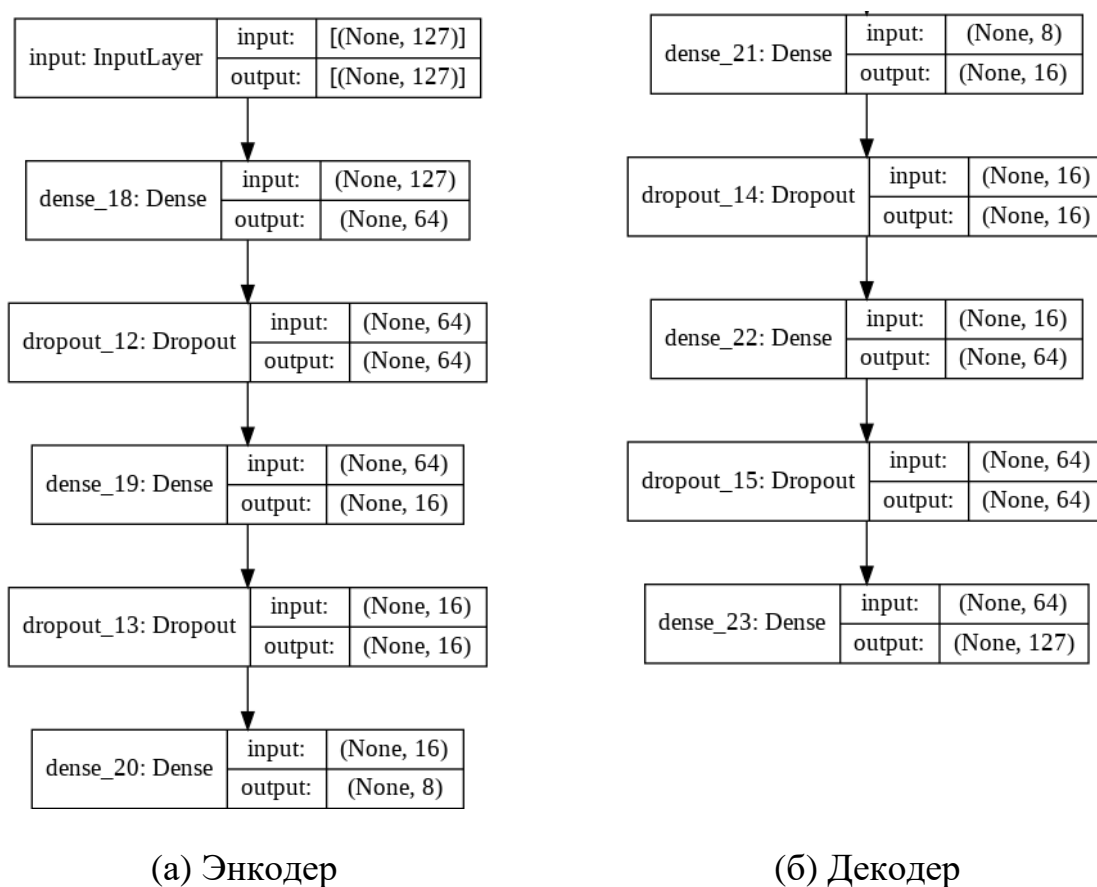 input: InputLayer
input:
[(None, 127)]
output:
[(None, 127)]
dense_18: Dense
input:
(None, 127)
output:
(None, 64)
dropout_12: Dropout
input:
(None, 64)
output:
(None, 64)
dense_19: Dense
input:
(None, 64)
output:
(None, 16)
dropout_13: Dropout
input:
(None, 16)
output:
(None, 16)
dense_20: Dense
input:
(None, 16)
output:
(None, 8)
(а) Энкодер
dense_21: Dense
input:
(None, 8)
output:
(None, 16)
dropout_14: Dropout
input:
(None, 16)
output:
(None, 16)
dense_22: Dense
input:
(None, 16)
output:
(None, 64)
dropout_15: Dropout
input:
(None, 64)
output:
(None, 64)
dense_23: Dense
input:
(None, 64)
output:
(None, 127)
(б) Декодер